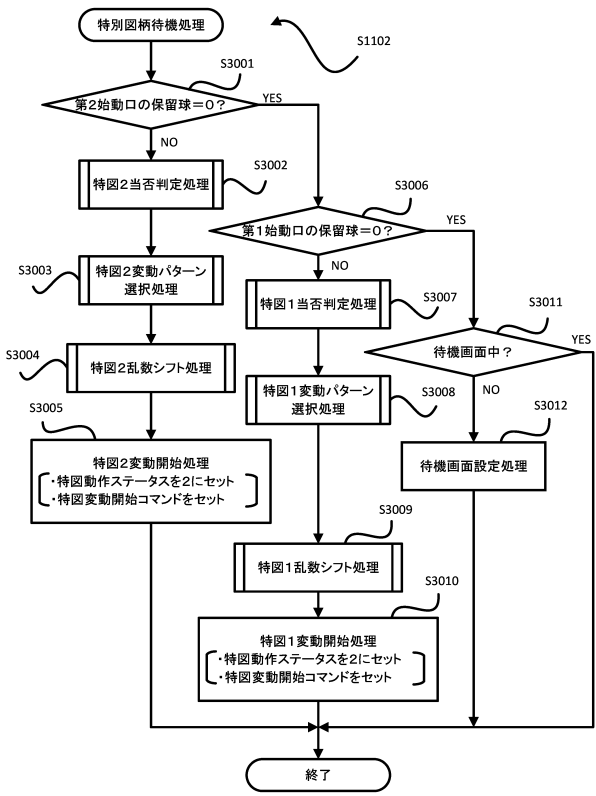 特別図柄待機処理
S1102
S3001
第2始動口の保留球＝０？
YES
NO
特図２当否判定処理
S3002
S3006
第1始動口の保留球＝０？
YES
NO
S3003
特図２変動パターン
選択処理
特図１当否判定処理
S3007
S3011
待機画面中？
YES
NO
S3004
特図２乱数シフト処理
特図１変動パターン
選択処理
S3008
S3012
待機画面設定処理
S3005
特図２変動開始処理
・特図動作ステータスを２にセット
・特図変動開始コマンドをセット
S3009
特図１乱数シフト処理
S3010
特図１変動開始処理
・特図動作ステータスを２にセット
・特図変動開始コマンドをセット
終了